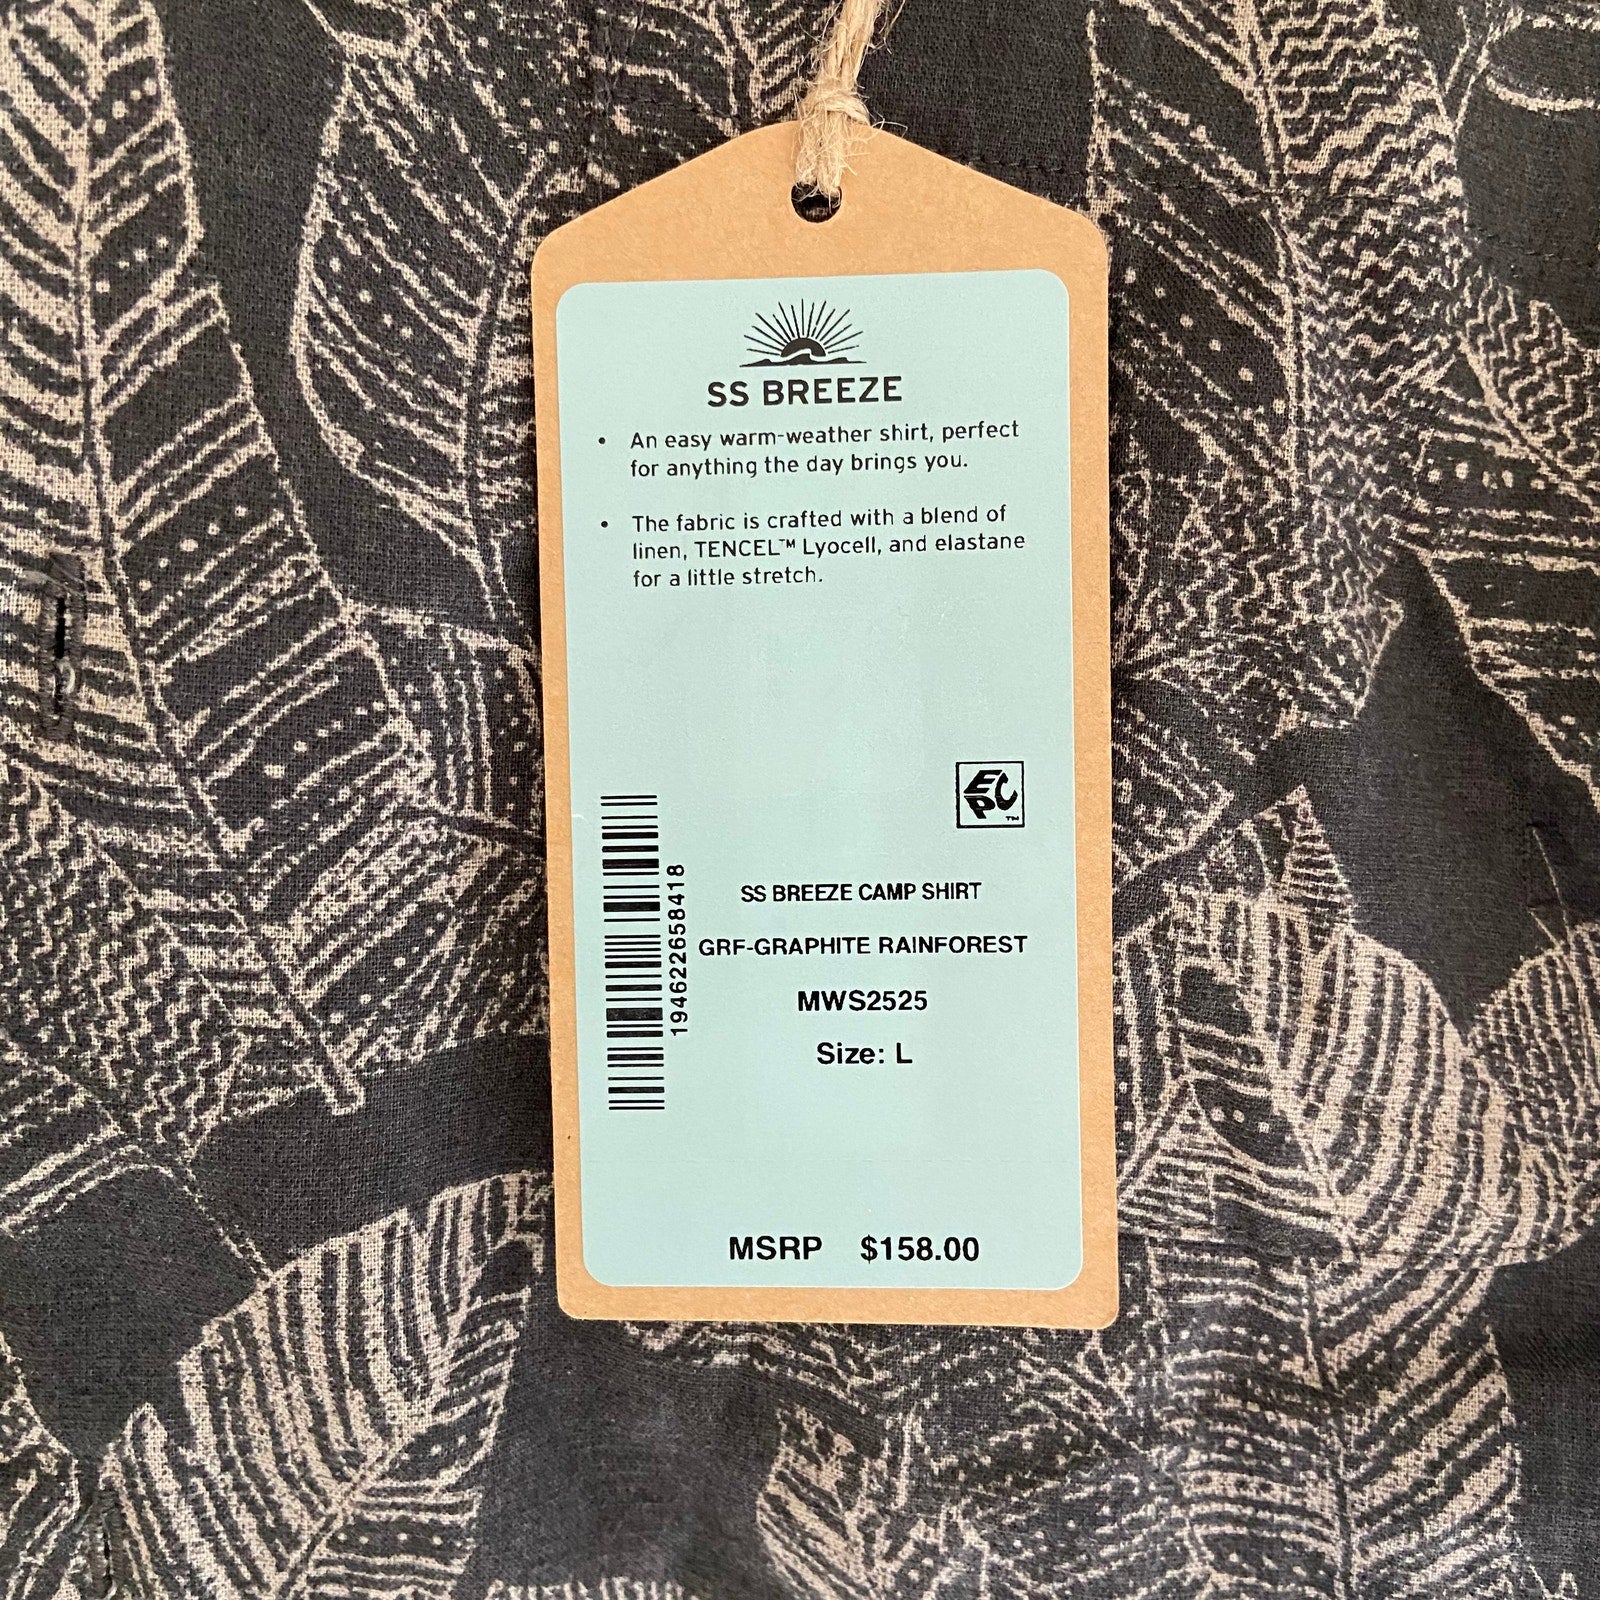 SS BREEZE
• An easy warm-weather shirt, perfect
for anything the day brings you.
• The fabric is crafted with a blend of
linen, TENCEL™ Lyocell, and elastane
for a little stretch.
EPC™
194622658418
SS BREEZE CAMP SHIRT
GRF-GRAPHITE RAINFOREST
MWS2525
Size: L
MSRP $158.00